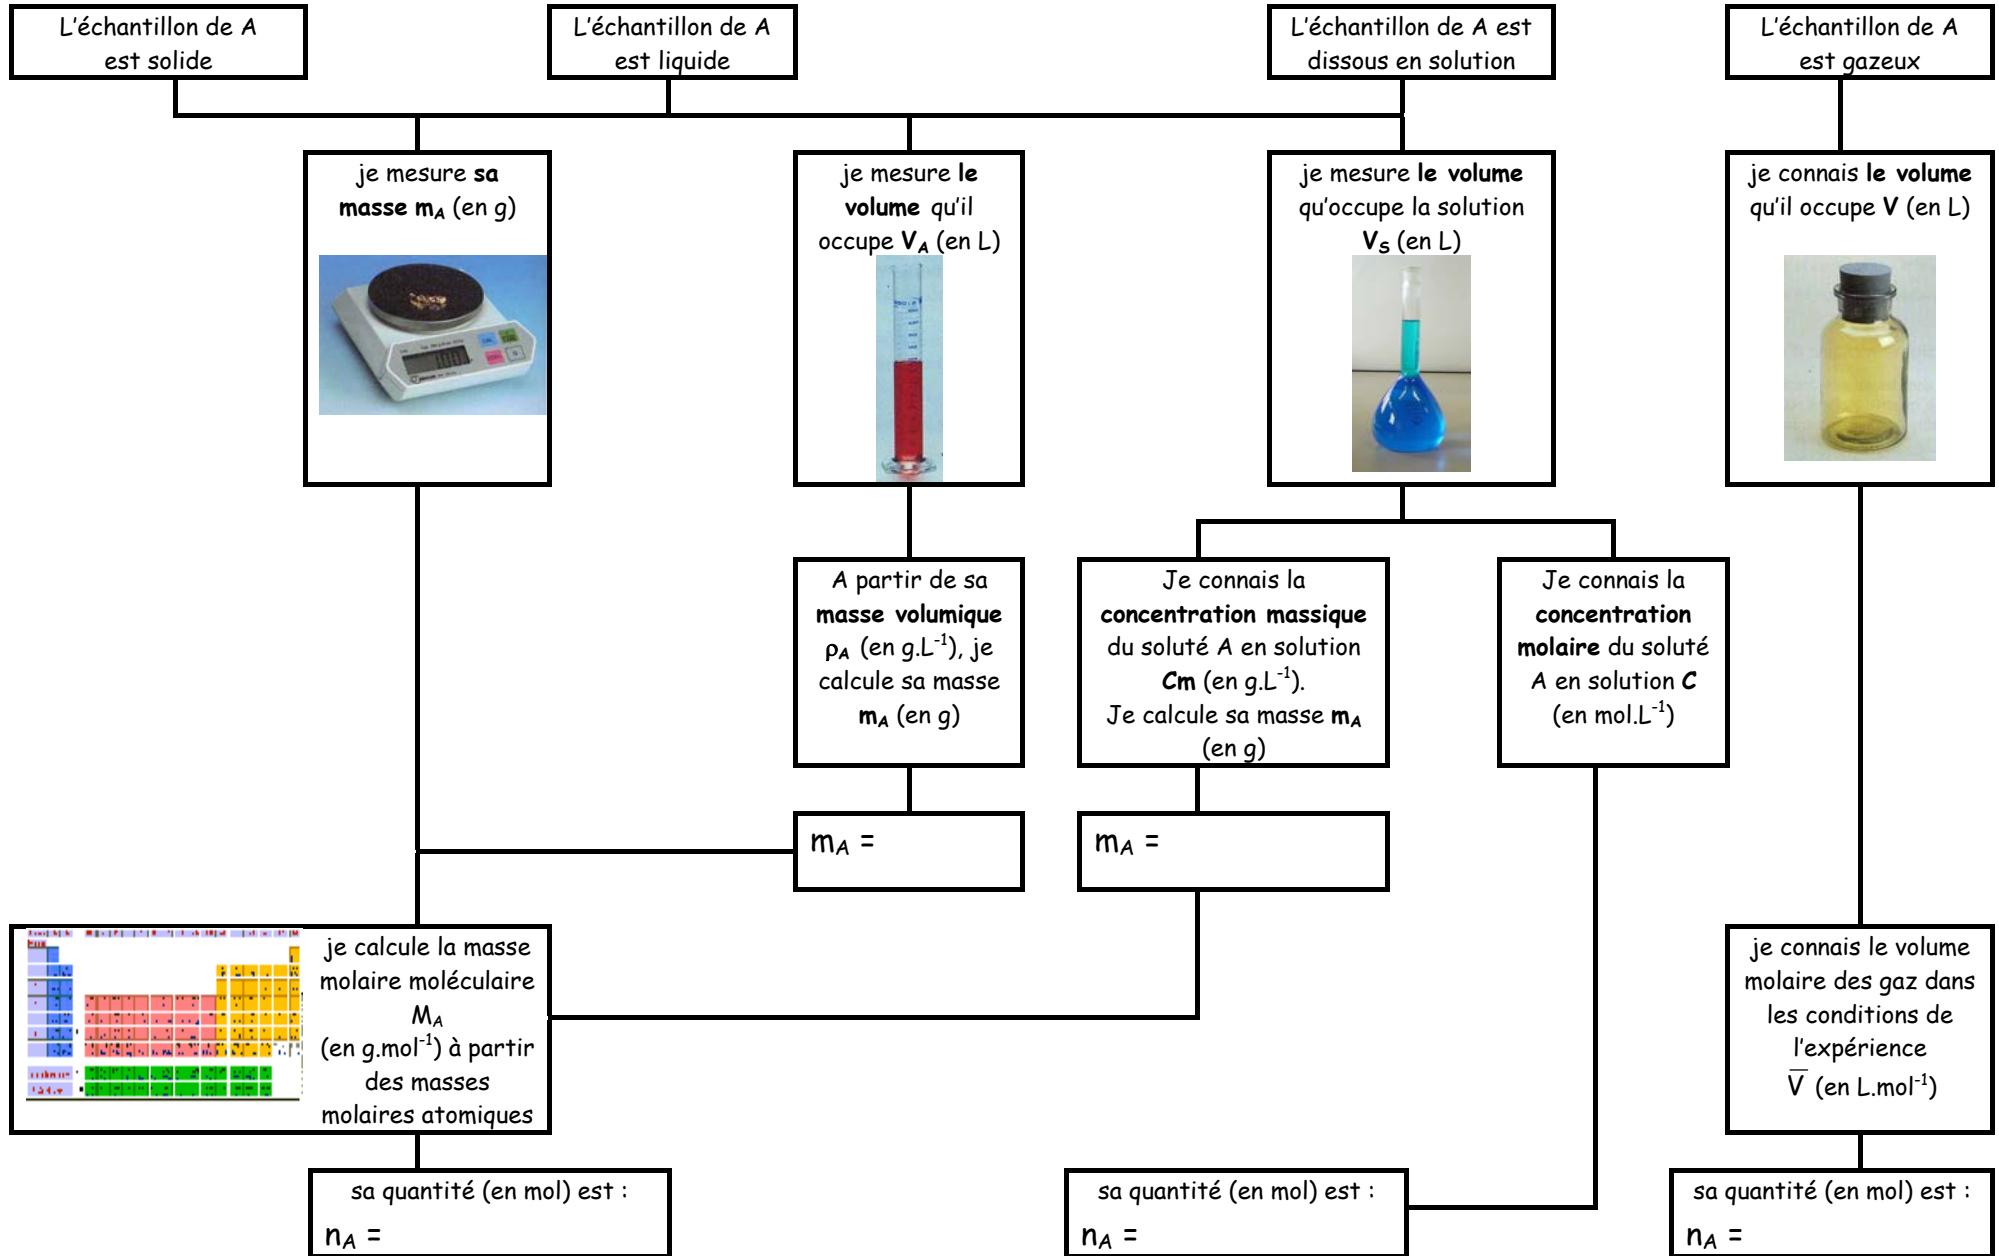 L'échantillon de A
est solide
L'échantillon de A
est liquide
L'échantillon de A est
dissous en solution
L'échantillon de A
est gazeux
je mesure sa
masse mA (en g)
je mesure le
volume qu'il
occupe VA (en L)
je mesure le volume
qu'occupe la solution
VS (en L)
je connais le volume
qu'il occupe V (en L)
A partir de sa
masse volumique
ρA (en g.L-1), je
calcule sa masse
mA (en g)
Je connais la
concentration massique
du soluté A en solution
Cm (en g.L-1).
Je calcule sa masse mA
(en g)
Je connais la
concentration
molaire du soluté
A en solution C
(en mol.L-1)
mA =
mA =
je calcule la masse
molaire moléculaire
MA
(en g.mol-1) à partir
des masses
molaires atomiques
je connais le volume
molaire des gaz dans
les conditions de
l'expérience
V̅ (en L.mol-1)
sa quantité (en mol) est :
nA =
sa quantité (en mol) est :
nA =
sa quantité (en mol) est :
nA =